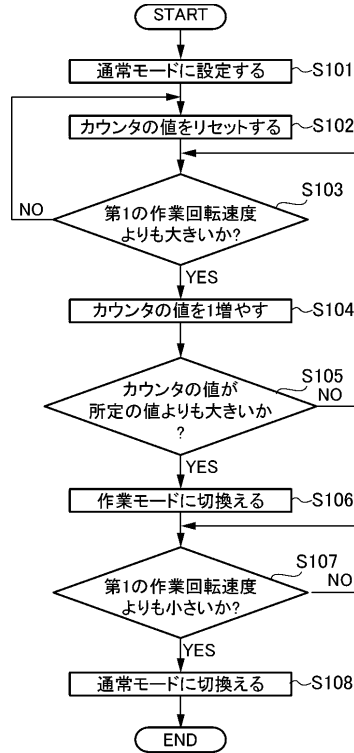 START
通常モードに設定する
S101
カウンタの値をリセットする
S102
S103
第1の作業回転速度
よりも大きいか?
NO
YES
カウンタの値を1増やす
S104
S105
カウンタの値が
所定の値よりも大きいか
?
NO
YES
作業モードに切換える
S106
S107
第1の作業回転速度
よりも小さいか?
NO
YES
通常モードに切換える
S108
END